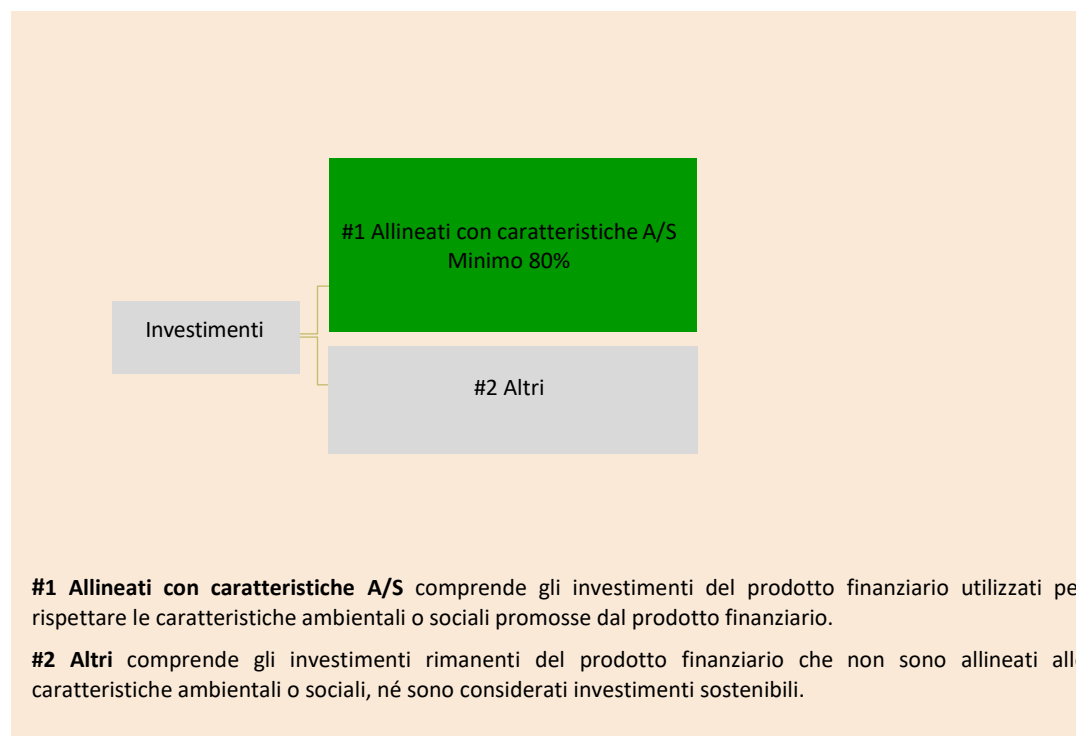 #1 Allineati con caratteristiche A/S
Minimo 80%
Investimenti
#2 Altri
#1 Allineati con caratteristiche A/S comprende gli investimenti del prodotto finanziario utilizzati pe
rispettare le caratteristiche ambientali o sociali promosse dal prodotto finanziario.
#2 Altri comprende gli investimenti rimanenti del prodotto finanziario che non sono allineati all
caratteristiche ambientali o sociali, né sono considerati investimenti sostenibili.